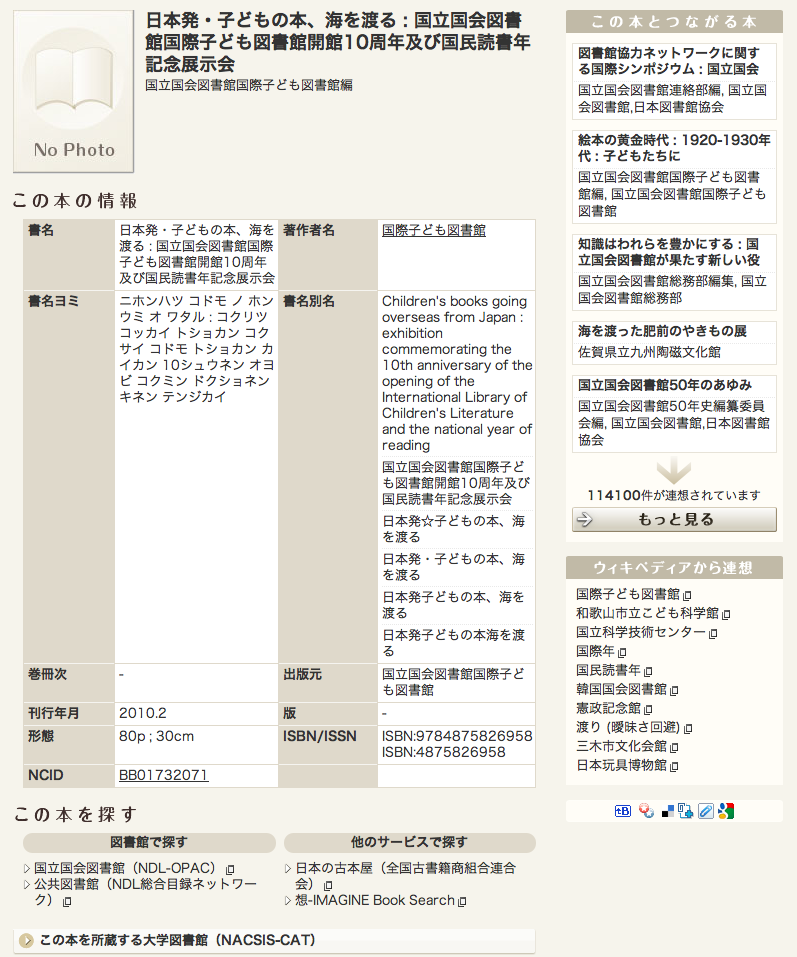 No Photo
日本発・子どもの本、海を渡る : 国立国会図書
館国際子ども図書館開館10周年及び国民読書年
記念展示会
国立国会図書館国際子ども図書館編
この本の情報
書名
日本発・子どもの本、海を
渡る : 国立国会図書館国際
子ども図書館開館10周年
及び国民読書年記念展示会
著作者名
国際子ども図書館
書名ヨミ
ニホンハツ コドモ ノ ホン
ウミ オ ワタル : コクリツ
コッカイ トショカン コク
サイ コドモ トショカン カ
イカン 10シュウネン オヨ
ビ コクミン ドクショネン
キネン テンジカイ
書名別名
Children's books going
overseas from Japan :
exhibition
commemorating the
10th anniversary of the
opening of the
International Library of
Children's Literature
and the national year of
reading
国立国会図書館国際子ど
も図書館開館10周年及び
国民読書年記念展示会
日本発☆子どもの本、海
を渡る
日本発・子どもの本、海
を渡る
日本発子どもの本、海を
渡る
日本発子どもの本海を渡
る
巻冊次
-
出版元
国立国会図書館国際子ど
も図書館
刊行年月
2010.2
版
-
形態
80p ; 30cm
ISBN/ISSN
ISBN:9784875826958
ISBN:4875826958
NCID
BB01732071
この本を探す
図書館で探す
国立国会図書館（NDL-OPAC）
公共図書館（NDL総合目録ネットワー
ク）
他のサービスで探す
日本の古本屋（全国古書籍商組合連合
会）
想-IMAGINE Book Search
この本を所蔵する大学図書館（NACSIS-CAT）
この本とつながる本
図書館協力ネットワークに関す
る国際シンポジウム : 国立国会
国立国会図書館連絡部編, 国立国
会図書館,日本図書館協会
絵本の黄金時代 : 1920-1930年
代 : 子どもたちに
国立国会図書館国際子ども図書
館編, 国立国会図書館国際子ども
図書館
知識はわれらを豊かにする : 国
立国会図書館が果たす新しい役
国立国会図書館総務部編集, 国立
国会図書館総務部
海を渡った肥前のやきもの展
佐賀県立九州陶磁文化館
国立国会図書館50年のあゆみ
国立国会図書館50年史編纂委員
会編, 国立国会図書館,日本図書館
協会
114100件が連想されています
もっと見る
ウィキペディアから連想
国際子ども図書館
和歌山市立こども科学館
国立科学技術センター
国際年
国民読書年
韓国国会図書館
憲政記念館
渡り (曖昧さ回避)
三木市文化会館
日本玩具博物館
tB